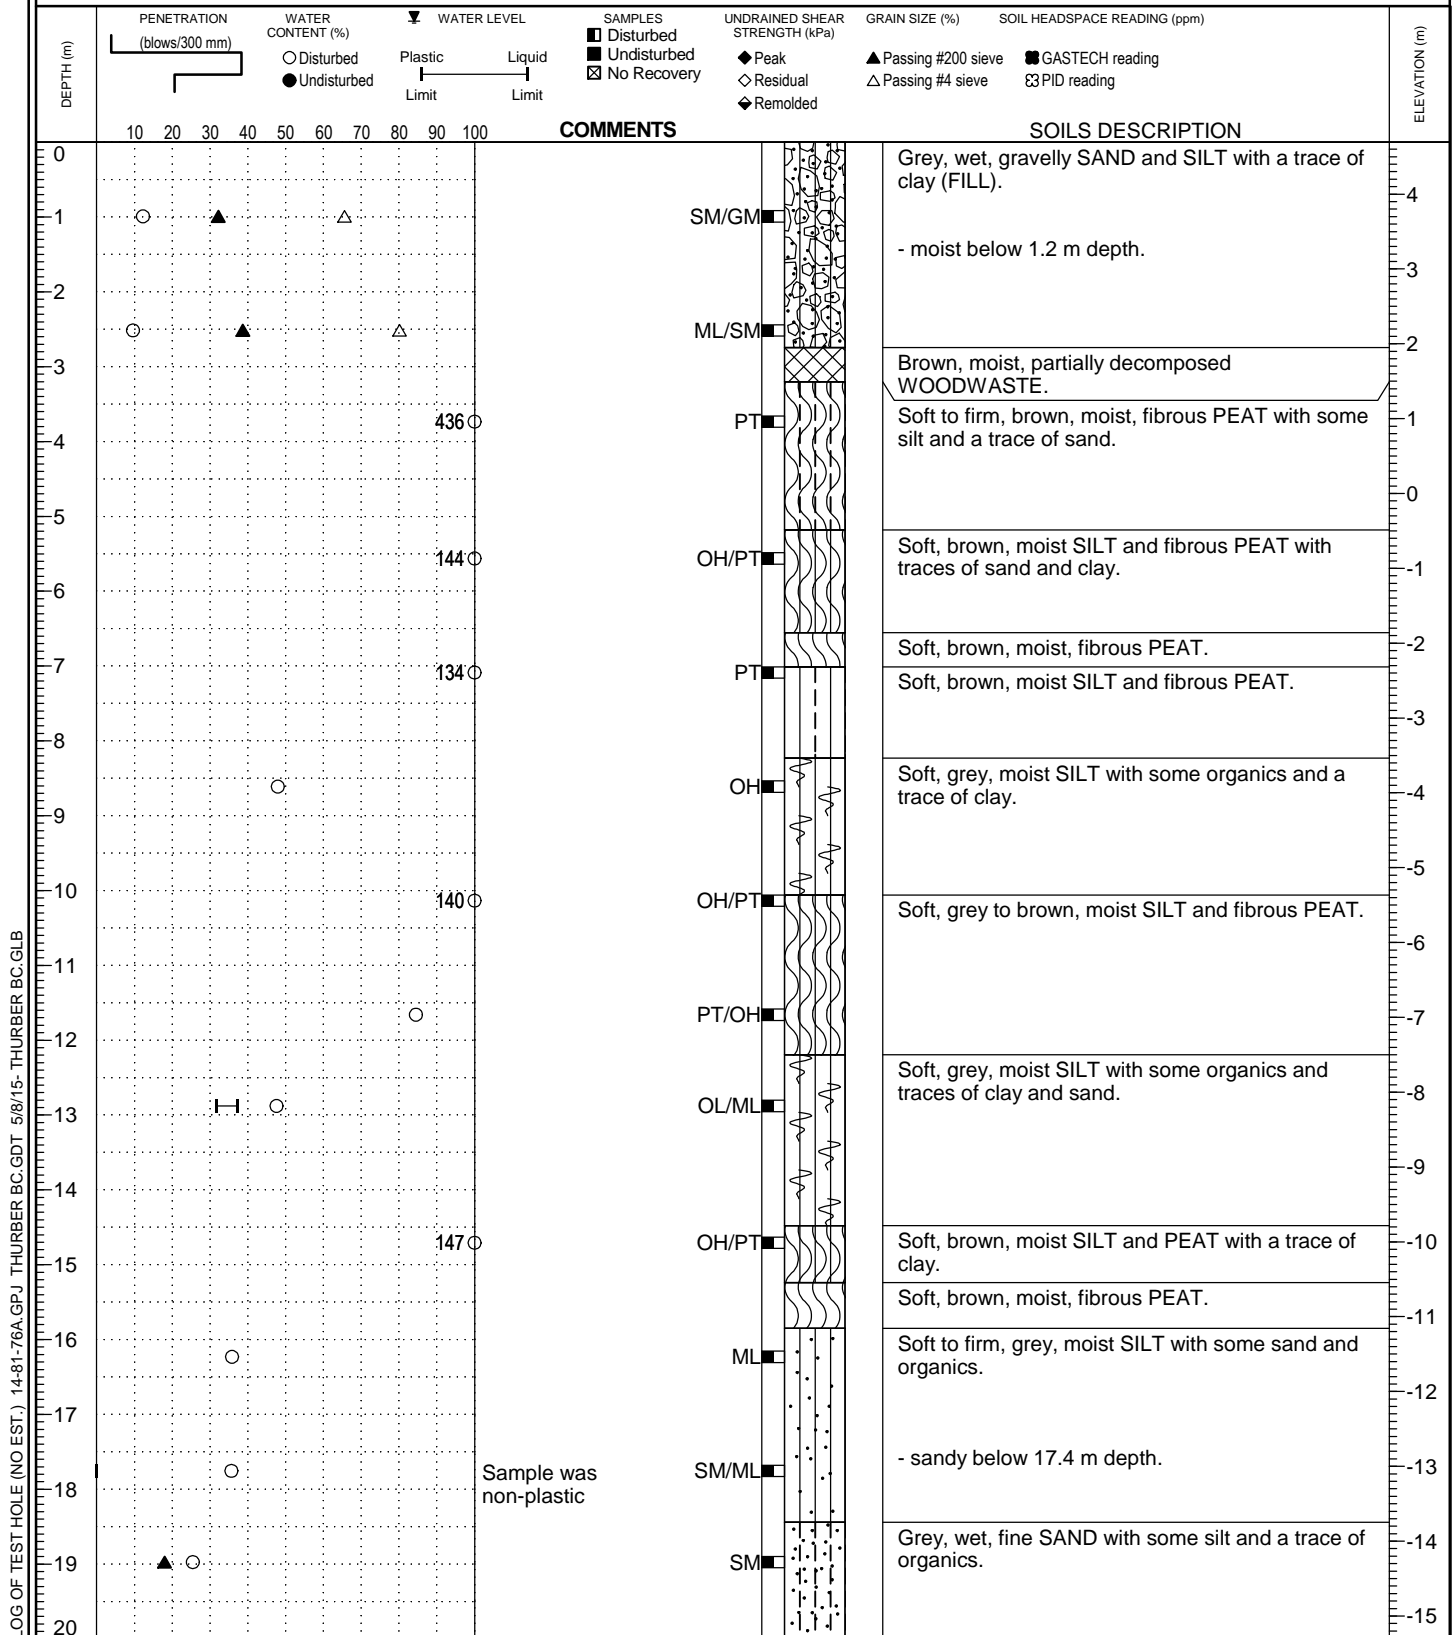 PENETRATION
(blows/300 mm)
WATER
CONTENT (%)
Disturbed
Undisturbed
WATER LEVEL
Plastic Liquid
Limit Limit
SAMPLES
Disturbed
Undisturbed
No Recovery
UNDRAINED SHEAR
STRENGTH (kPa)
Peak
Residual
Remolded
GRAIN SIZE (%)
Passing #200 sieve
Passing #4 sieve
SOIL HEADSPACE READING (ppm)
GASTECH reading
PID reading
DEPTH (m)
ELEVATION (m)
10 20 30 40 50 60 70 80 90 100
COMMENTS
SOILS DESCRIPTION
0
Grey, wet, gravelly SAND and SILT with a trace of
clay (FILL).
4
1
SM/GM
- moist below 1.2 m depth.
3
2
ML/SM
2
3
Brown, moist, partially decomposed
WOODWASTE.
436
PT
Soft to firm, brown, moist, fibrous PEAT with some
silt and a trace of sand.
1
4
0
5
144
OH/PT
Soft, brown, moist SILT and fibrous PEAT with
traces of sand and clay.
-1
6
Soft, brown, moist, fibrous PEAT.
-2
7
134
PT
Soft, brown, moist SILT and fibrous PEAT.
-3
8
OH
Soft, grey, moist SILT with some organics and a
trace of clay.
-4
9
-5
10
140
OH/PT
Soft, grey to brown, moist SILT and fibrous PEAT.
-6
11
PT/OH
-7
12
Soft, grey, moist SILT with some organics and
traces of clay and sand.
-8
OL/ML
13
-9
14
147
OH/PT
Soft, brown, moist SILT and PEAT with a trace of
clay.
-10
15
Soft, brown, moist, fibrous PEAT.
-11
16
ML
Soft to firm, grey, moist SILT with some sand and
organics.
-12
17
- sandy below 17.4 m depth.
-13
Sample was
non-plastic
SM/ML
18
Grey, wet, fine SAND with some silt and a trace of
organics.
-14
19
SM
-15
20
LOG OF TEST HOLE (NO EST.) 14-81-76A.GPJ THURBER BC.GDT 5/8/15- THURBER BC.GLB